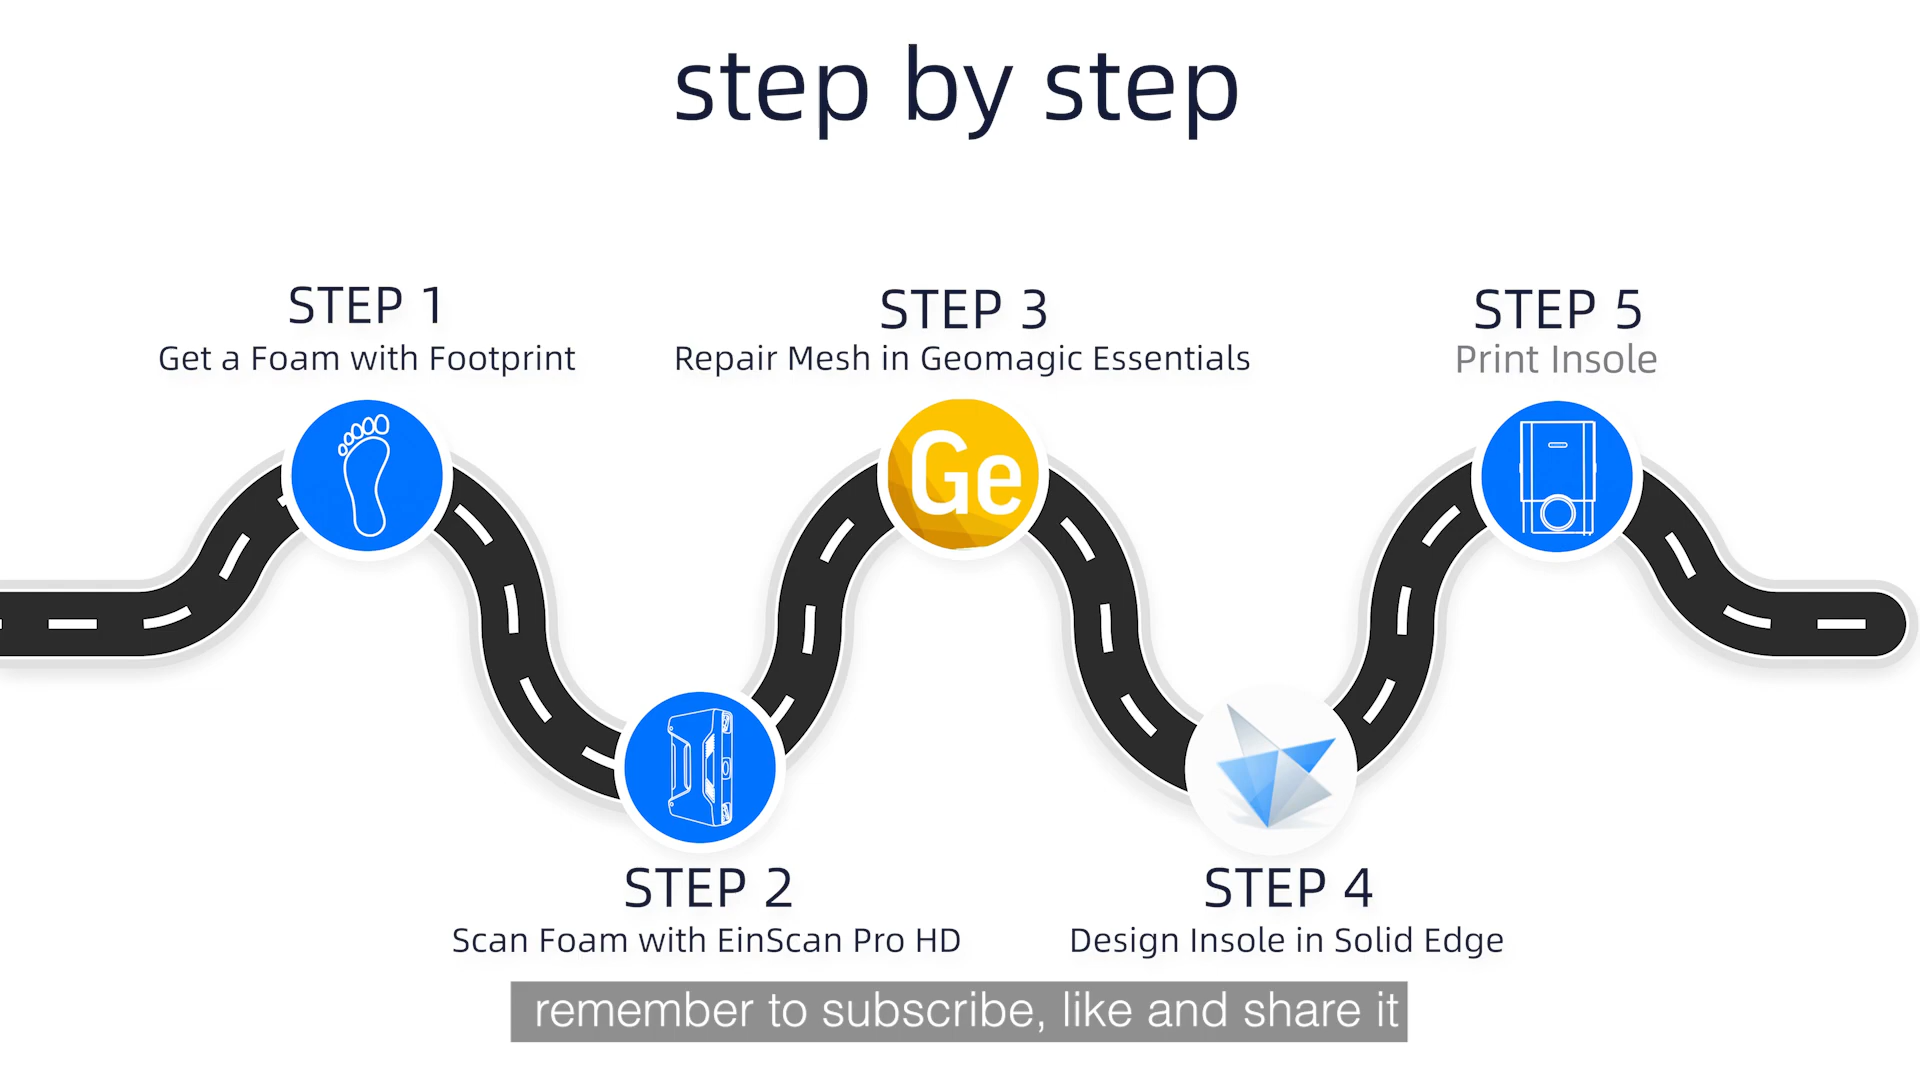 step by step
STEP 1
Get a Foam with Footprint
STEP 3
Repair Mesh in Geomagic Essentials
STEP 5
Print Insole
Ge
STEP 2
Scan Foam with EinScan Pro HD
STEP 4
Design Insole in Solid Edge
remember to subscribe, like and share it